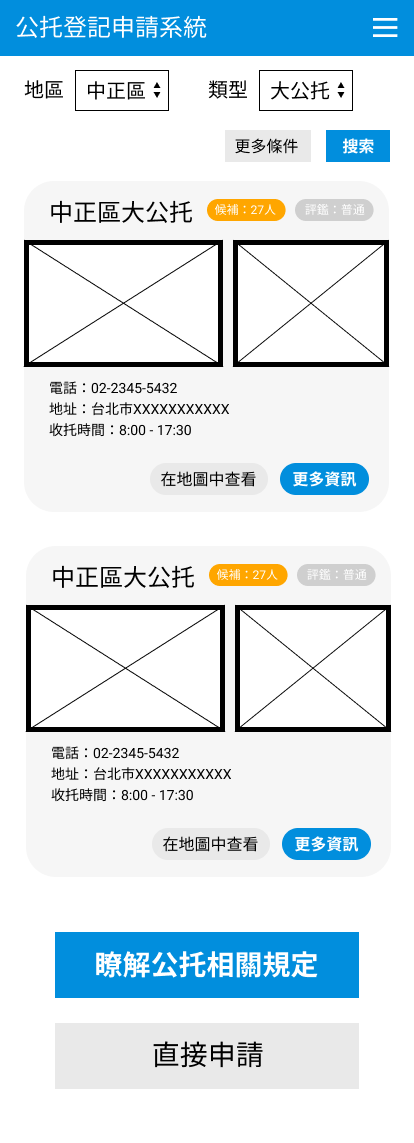 公托登記申請系統
地區 中正區 類型 大公托
更多條件 搜索
中正區大公托 候補：27人 評鑑：普通
電話：02-2345-5432
地址：台北市XXXXXXXXXXX
收托時間：8:00 - 17:30
在地圖中查看 更多資訊
中正區大公托 候補：27人 評鑑：普通
電話：02-2345-5432
地址：台北市XXXXXXXXXXX
收托時間：8:00 - 17:30
在地圖中查看 更多資訊
瞭解公托相關規定
直接申請